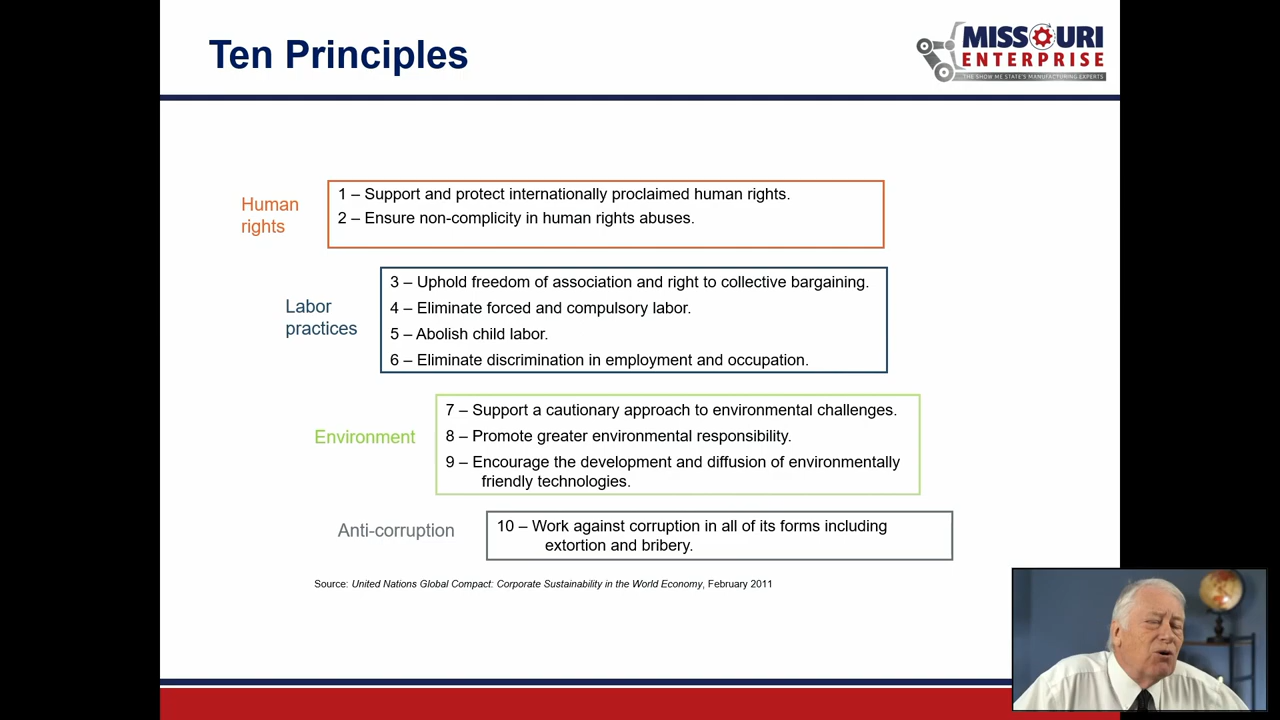 Ten Principles
MISSOURI
ENTERPRISE
THE SHOW ME STATE'S MANUFACTURING EXPERTS
Human
rights
1 – Support and protect internationally proclaimed human rights.
2 – Ensure non-complicity in human rights abuses.
Labor
practices
3 – Uphold freedom of association and right to collective bargaining.
4 – Eliminate forced and compulsory labor.
5 – Abolish child labor.
6 – Eliminate discrimination in employment and occupation.
Environment
7 – Support a cautionary approach to environmental challenges.
8 – Promote greater environmental responsibility.
9 – Encourage the development and diffusion of environmentally
friendly technologies.
Anti-corruption
10 – Work against corruption in all of its forms including
extortion and bribery.
Source: United Nations Global Compact: Corporate Sustainability in the World Economy, February 2011